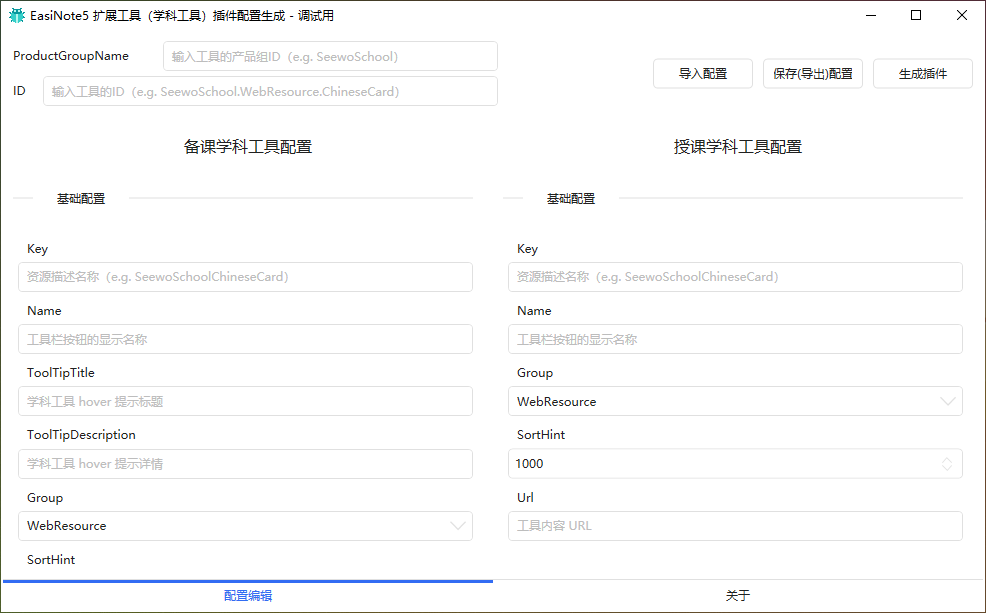 EasiNote5 扩展工具（学科工具）插件配置生成 - 调试用
ProductGroupName
输入工具的产品组ID（e.g. SeewoSchool）
ID
输入工具的ID（e.g. SeewoSchool.WebResource.ChineseCard）
导入配置
保存(导出)配置
生成插件
备课学科工具配置
基础配置
Key
资源描述名称（e.g. SeewoSchoolChineseCard）
Name
工具栏按钮的显示名称
ToolTipTitle
学科工具 hover 提示标题
ToolTipDescription
学科工具 hover 提示详情
Group
WebResource
SortHint
授课学科工具配置
基础配置
Key
资源描述名称（e.g. SeewoSchoolChineseCard）
Name
工具栏按钮的显示名称
Group
WebResource
SortHint
1000
Url
工具内容 URL
配置编辑
关于